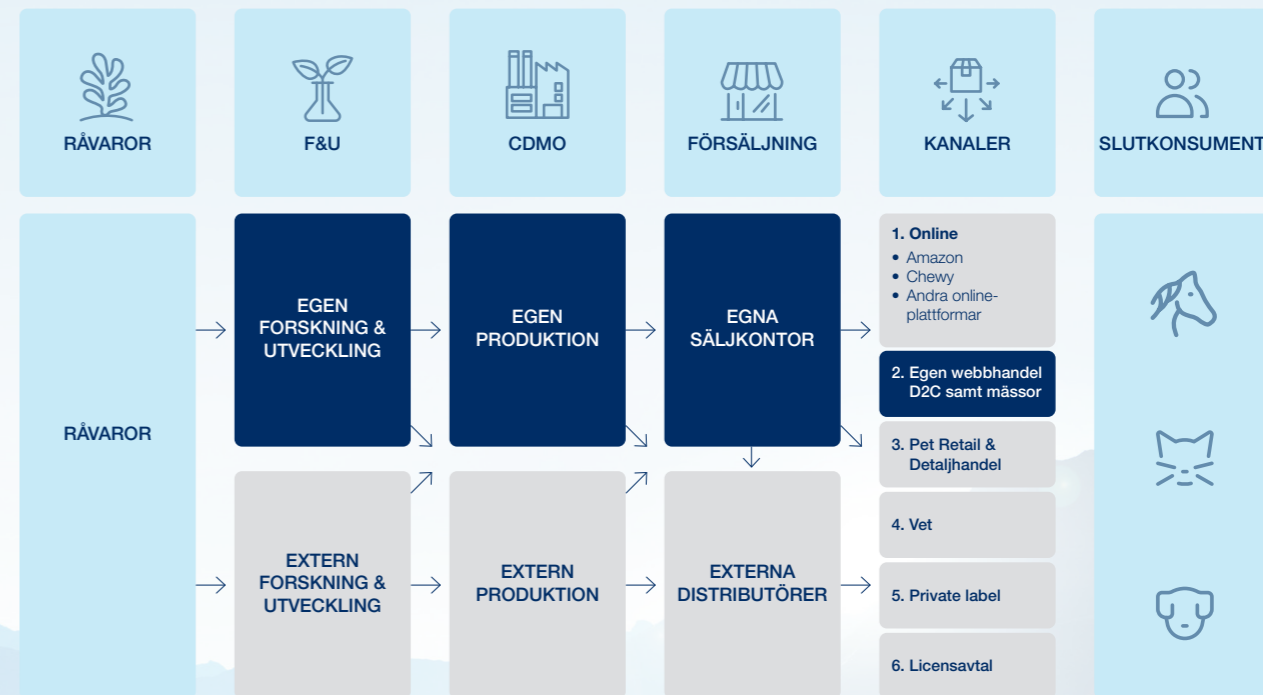 RÅVAROR
F&U
CDMO
FÖRSÄLJNING
KANALER
SLUTKONSUMENT
RÅVAROR
EGEN
FORSKNING &
UTVECKLING
EGEN
PRODUKTION
EGNA
SÄLJKONTOR
1. Online
• Amazon
• Chewy
• Andra online-
plattformar
2. Egen webbhandel
D2C samt mässor
3. Pet Retail &
Detaljhandel
4. Vet
EXTERN
FORSKNING &
UTVECKLING
EXTERN
PRODUKTION
EXTERNA
DISTRIBUTÖRER
5. Private label
6. Licensavtal